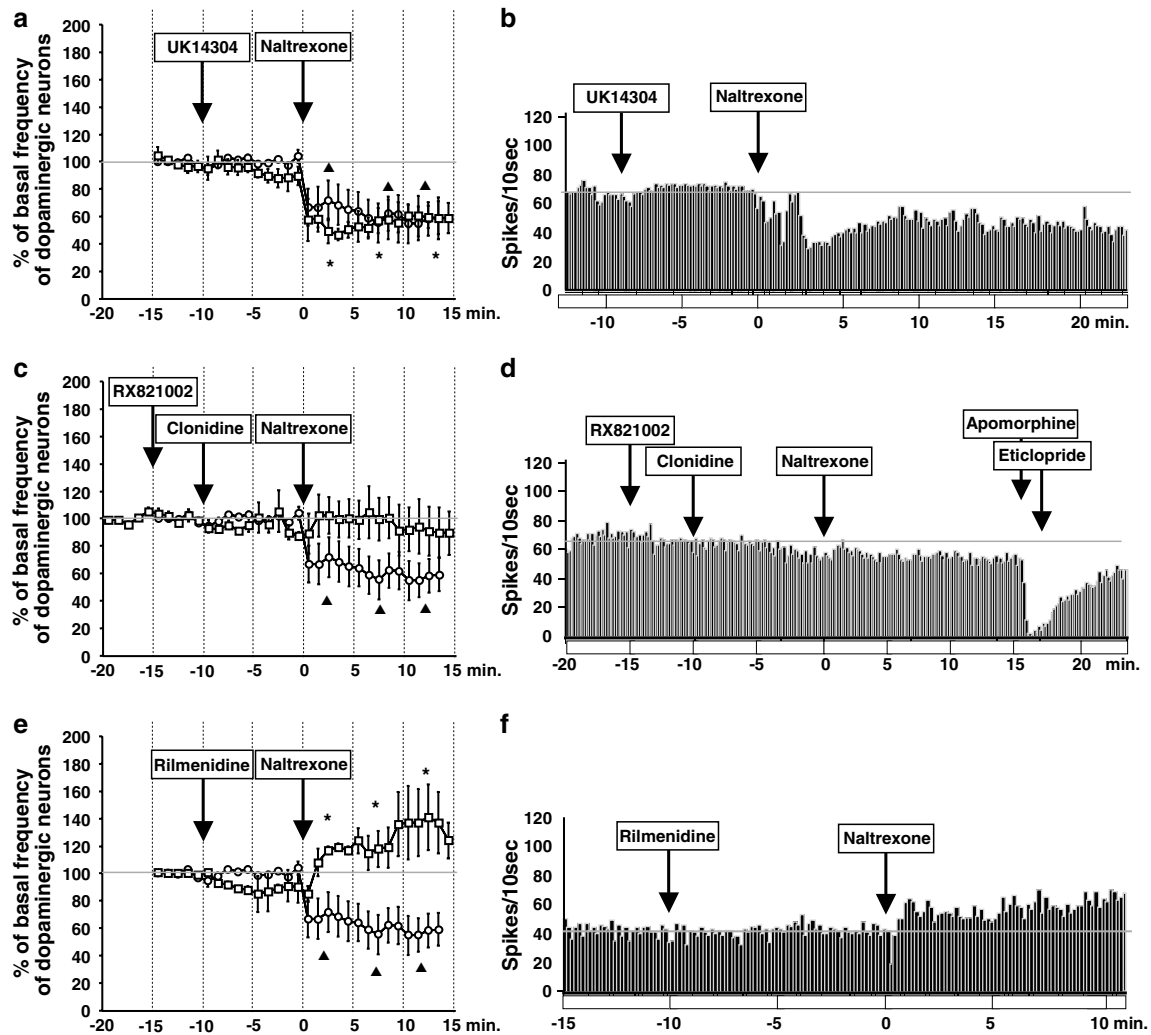 a
% of basal frequency
of dopaminergic neurons
200
180
160
140
120
100
80
60
40
20
0
UK14304
Naltrexone
*
*
*
-20
-15
-10
-5
0
5
10
15 min.
b
Spikes/10sec
120
100
80
60
40
20
0
UK14304
Naltrexone
-10
-5
0
5
10
15
20 min.
c
% of basal frequency
of dopaminergic neurons
200
180
160
140
120
100
80
60
40
20
0
RX821002
Clonidine
Naltrexone
-20
-15
-10
-5
0
5
10
15 min.
d
Spikes/10sec
120
100
80
60
40
20
0
RX821002
Clonidine
Naltrexone
Apomorphine
Eticlopride
-20
-15
-10
-5
0
5
10
15
20
min.
e
% of basal frequency
of dopaminergic neurons
200
180
160
140
120
100
80
60
40
20
0
Rilmenidine
Naltrexone
*
*
*
-20
-15
-10
-5
0
5
10
15 min.
f
Spikes/10sec
120
100
80
60
40
20
0
Rilmenidine
Naltrexone
-15
-10
-5
0
5
10 min.